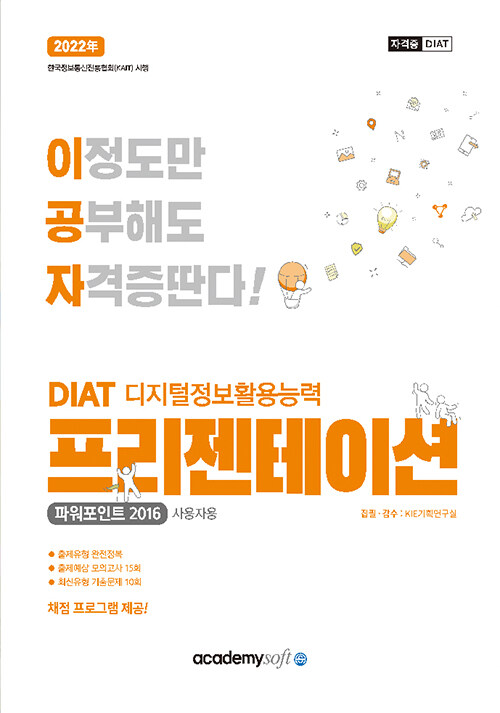 2022年
자격증 DIAT
한국정보통신진흥협회(KAIT) 시행
이정도만
공부해도
자격증딴다!
DIAT 디지털정보활용능력
프리젠테이션
파워포인트 2016 사용자용
집필·감수 : KIE기획연구실
출제유형 완전정복
출제예상 모의고사 15회
최신유형 기출문제 10회
채점 프로그램 제공!
academysoft